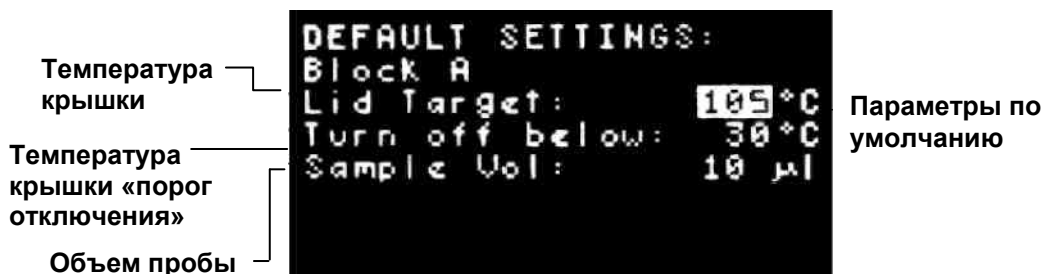 Температура
крышки
Температура
крышки «порог
отключения»
Объем пробы
DEFAULT SETTINGS:
Block A
Lid Target: 105°C
Turn off below: 30°C
Sample Vol: 10 µl
Параметры по
умолчанию